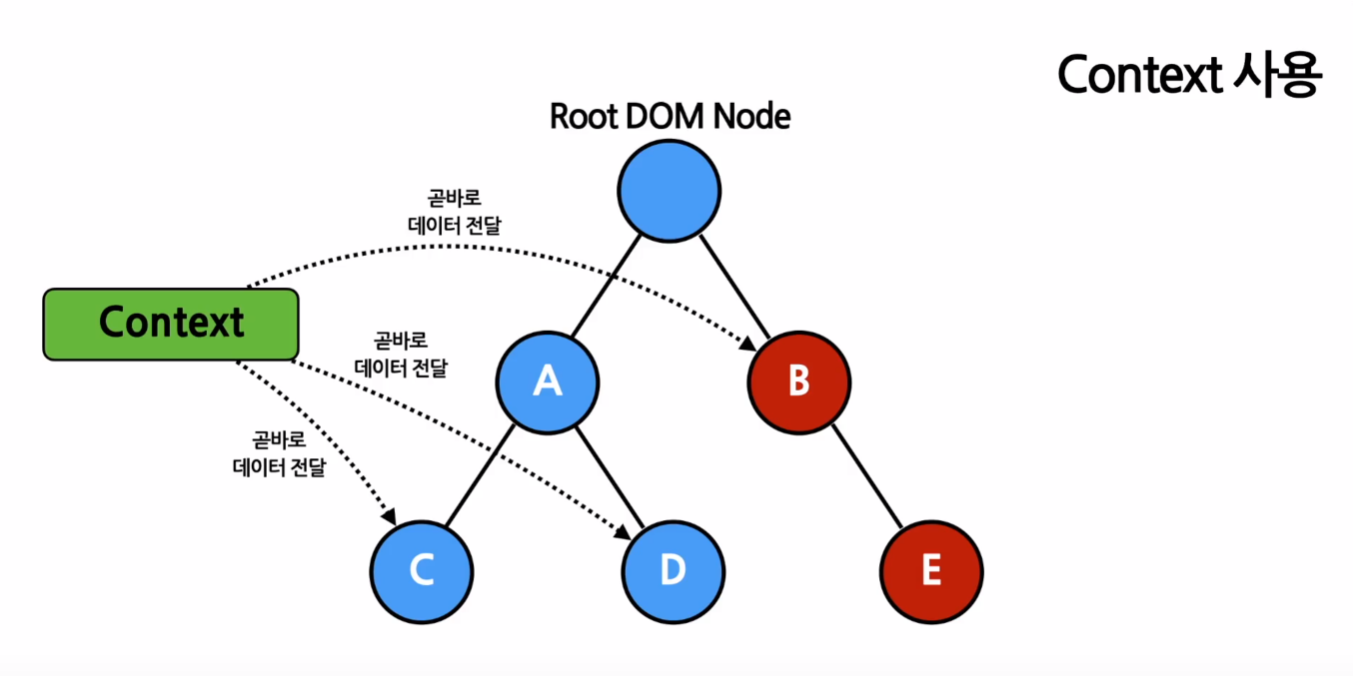 Context 사용
Root DOM Node
곧바로
데이터 전달
Context
곧바로
데이터 전달
A
B
곧바로
데이터 전달
C
D
E